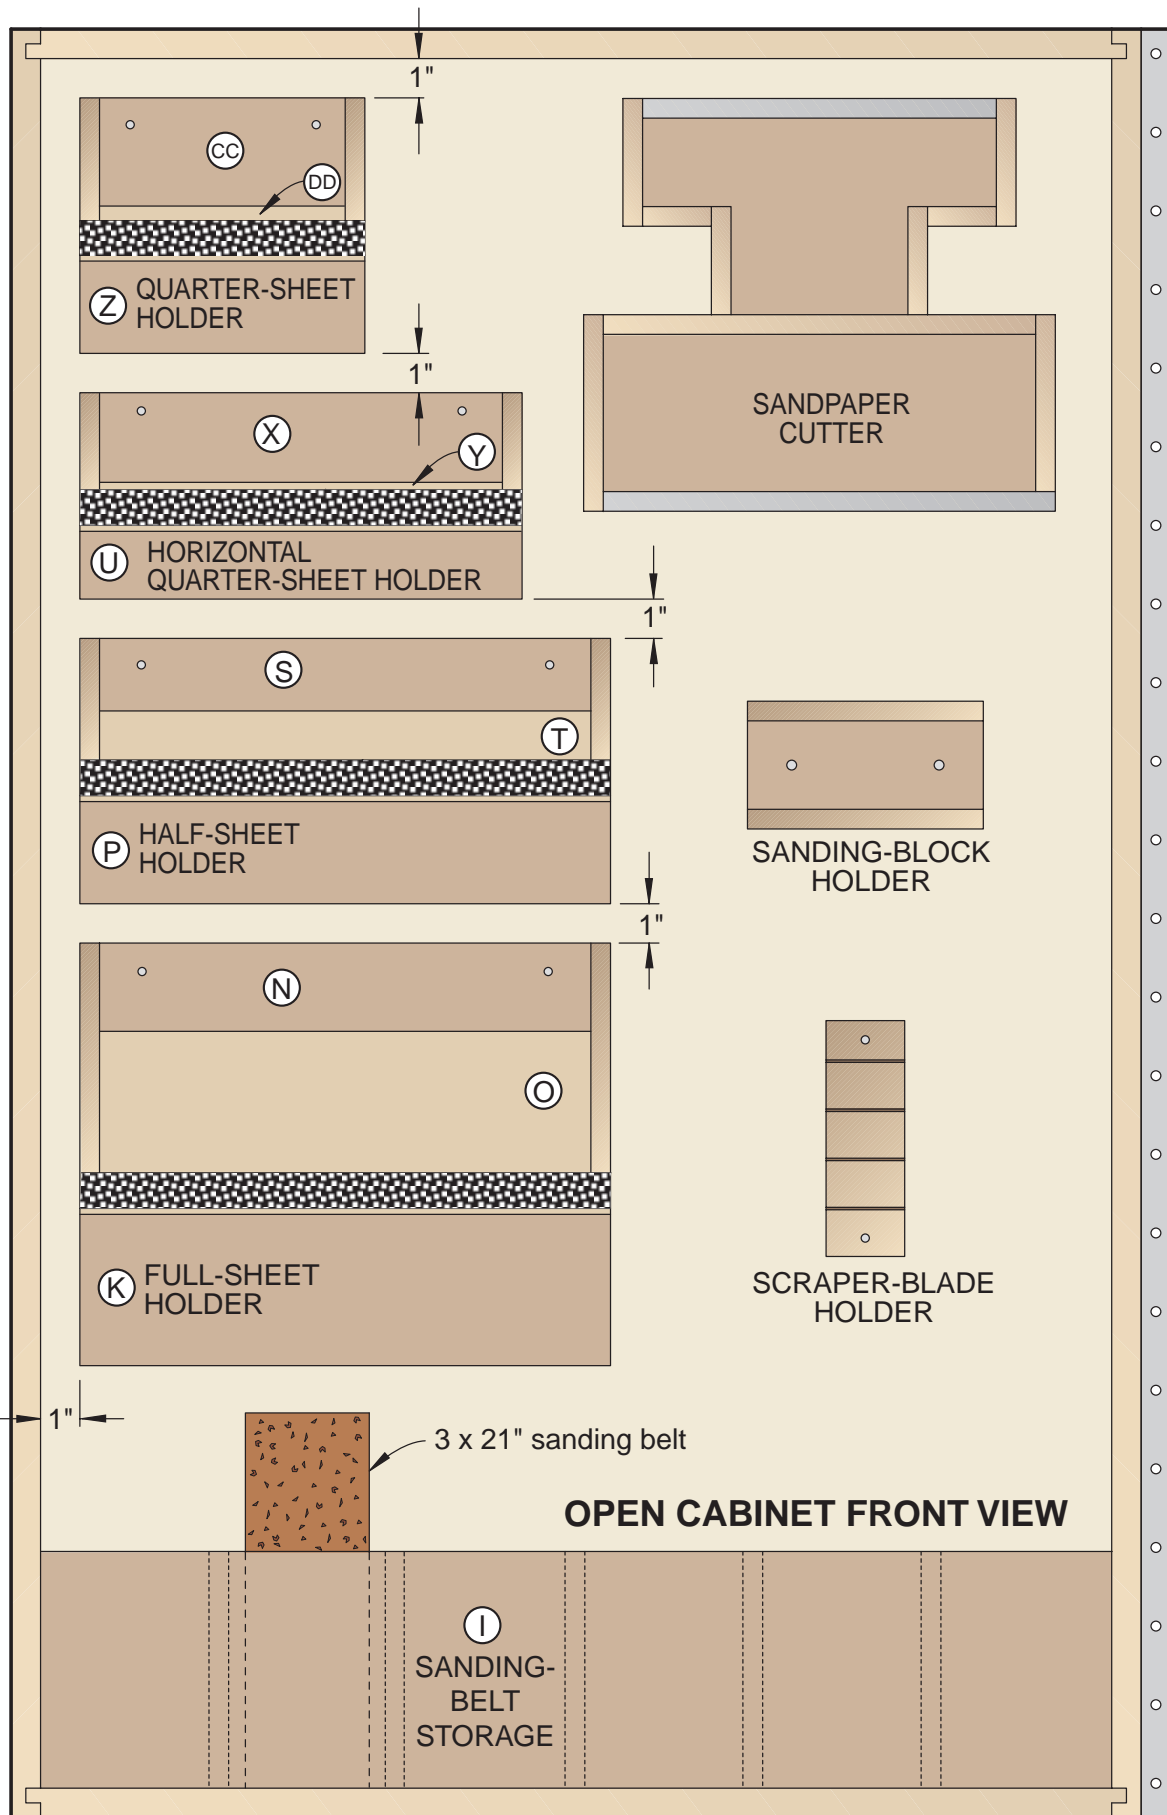 1"
CC
DD
Z
QUARTER-SHEET
HOLDER
1"
X
Y
U
HORIZONTAL
QUARTER-SHEET HOLDER
SANDPAPER
CUTTER
1"
S
T
P
HALF-SHEET
HOLDER
SANDING-BLOCK
HOLDER
1"
N
O
K
FULL-SHEET
HOLDER
SCRAPER-BLADE
HOLDER
1"
3 x 21" sanding belt
OPEN CABINET FRONT VIEW
I
SANDING-
BELT
STORAGE